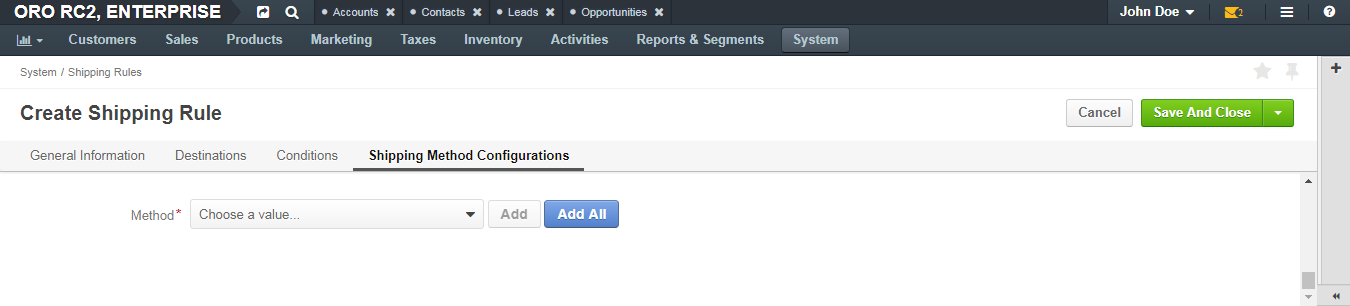 ORO RC2, ENTERPRISE Accounts Contacts Leads Opportunities John Doe 2
Customers Sales Products Marketing Taxes Inventory Activities Reports & Segments System
System / Shipping Rules
Create Shipping Rule Cancel Save And Close
General Information Destinations Conditions Shipping Method Configurations
Method* Choose a value... Add Add All